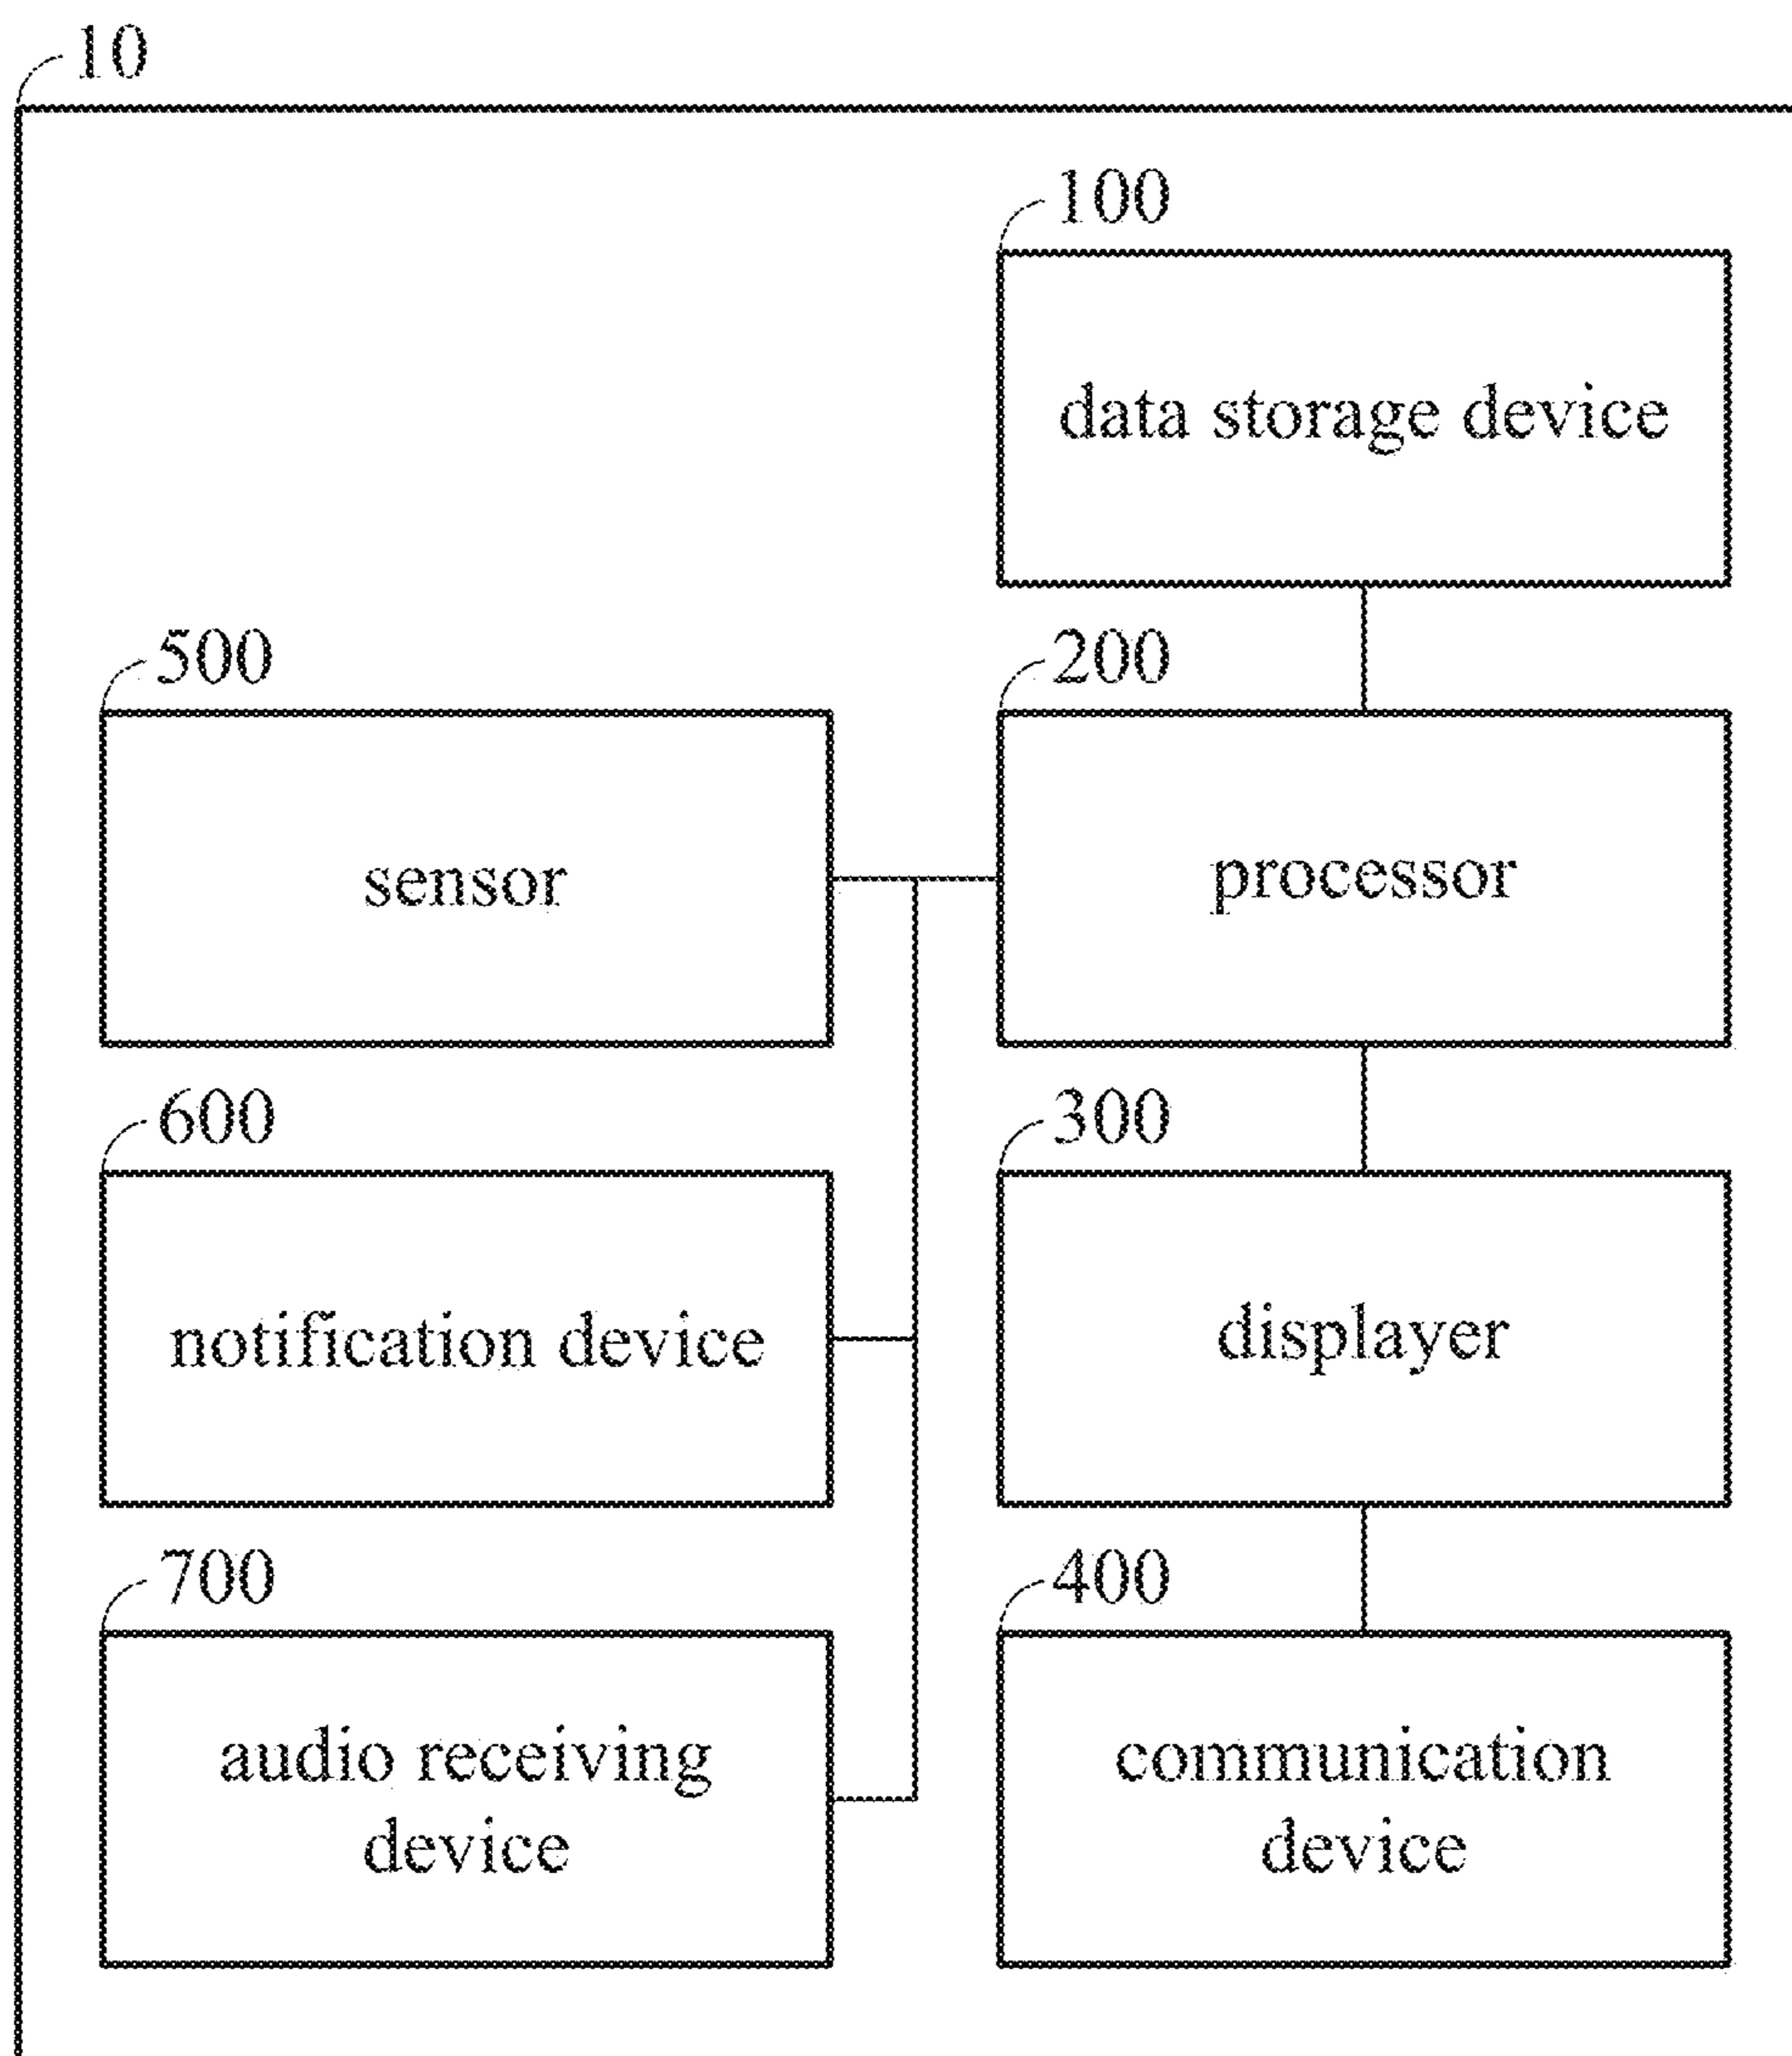 10
100
data storage device
500
200
sensor
processor
600
300
notification device
displayer
700
400
audio receiving
device
communication
device